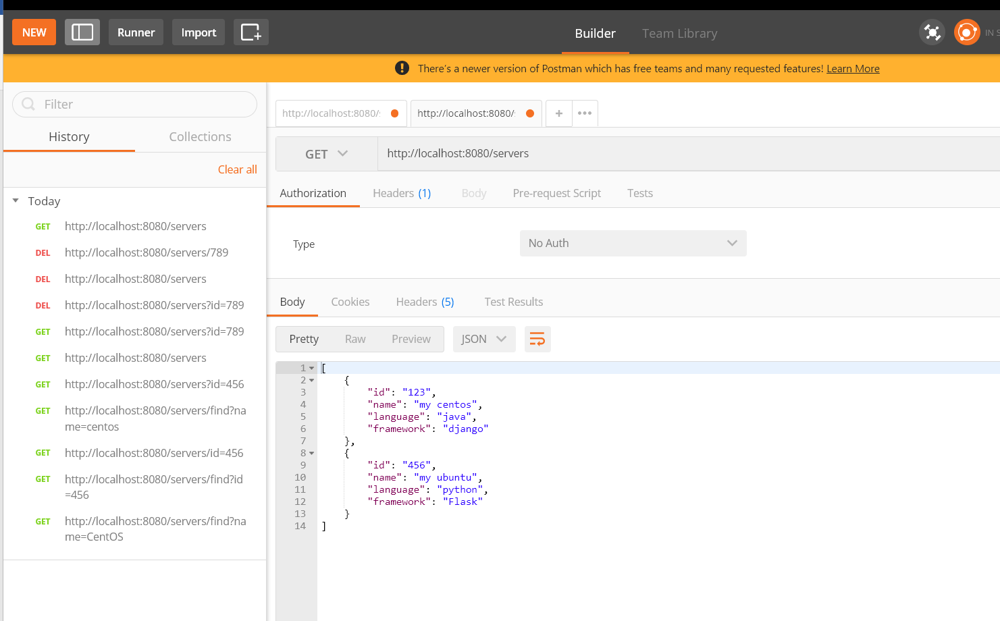 NEW
Runner
Import
Builder
Team Library
IN S
There's a newer version of Postman which has free teams and many requested features! Learn More
Filter
History
Collections
Clear all
Today
GET http://localhost:8080/servers
DEL http://localhost:8080/servers/789
DEL http://localhost:8080/servers
DEL http://localhost:8080/servers?id=789
GET http://localhost:8080/servers?id=789
GET http://localhost:8080/servers
GET http://localhost:8080/servers?id=456
GET http://localhost:8080/servers/find?na
me=centos
GET http://localhost:8080/servers/id=456
GET http://localhost:8080/servers/find?id
=456
GET http://localhost:8080/servers/find?na
me=CentOS
http://localhost:8080/s
http://localhost:8080/s
GET http://localhost:8080/servers
Authorization
Headers (1)
Body
Pre-request Script
Tests
Type
No Auth
Body
Cookies
Headers (5)
Test Results
Pretty
Raw
Preview
JSON
1 [
2 {
3 "id": "123",
4 "name": "my centos",
5 "language": "java",
6 "framework": "django"
7 },
8 {
9 "id": "456",
10 "name": "my ubuntu",
11 "language": "python",
12 "framework": "Flask"
13 }
14 ]